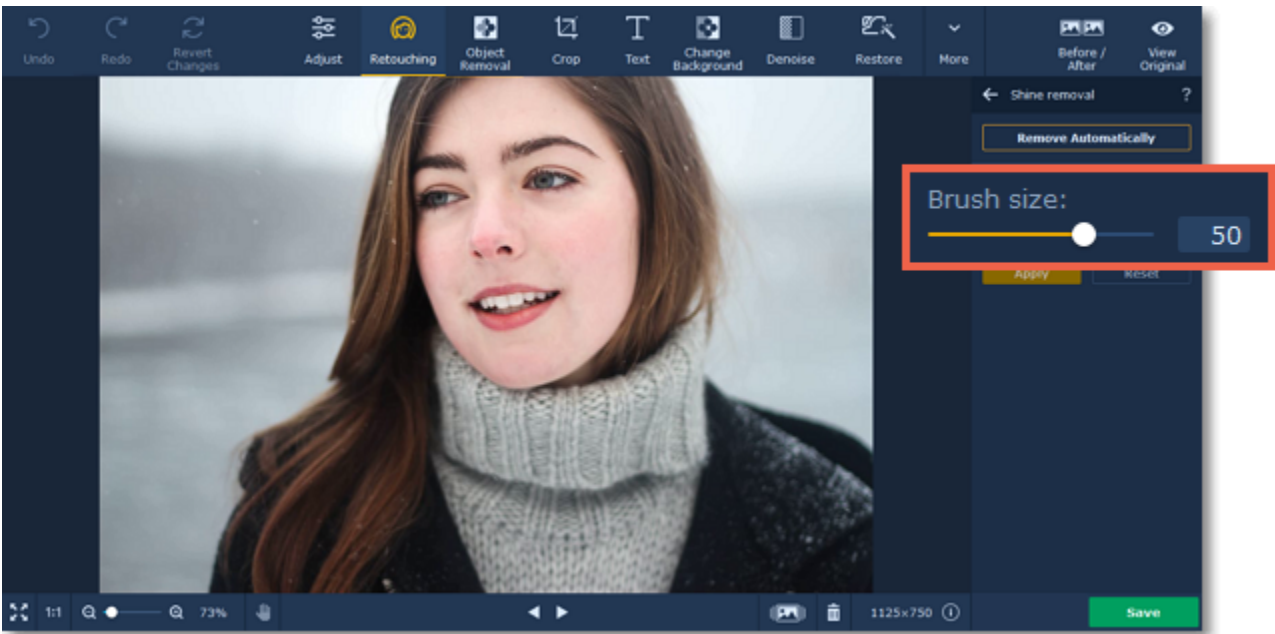 Undo
Redo
Revert
Changes
Adjust
Retouching
Object
Removal
Crop
Text
Change
Background
Denoise
Restore
More
Before /
After
View
Original
Shine removal ?
Remove Automatically
Brush size:
50
Apply
Reset
1:1
73%
1125×750
Save